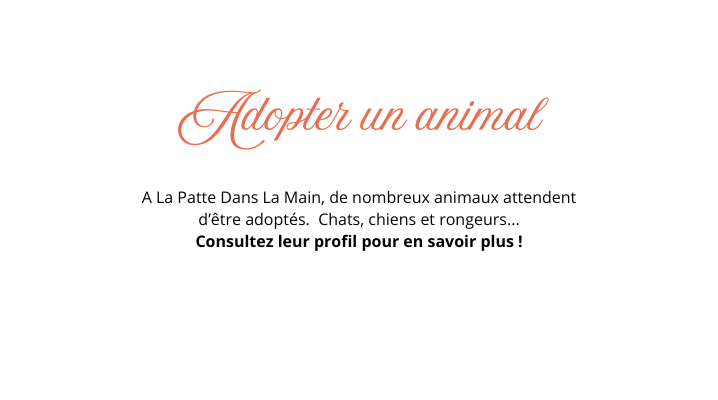 Adopter un animal
A La Patte Dans La Main, de nombreux animaux attendent
d’être adoptés.  Chats, chiens et rongeurs...
Consultez leur profil pour en savoir plus !